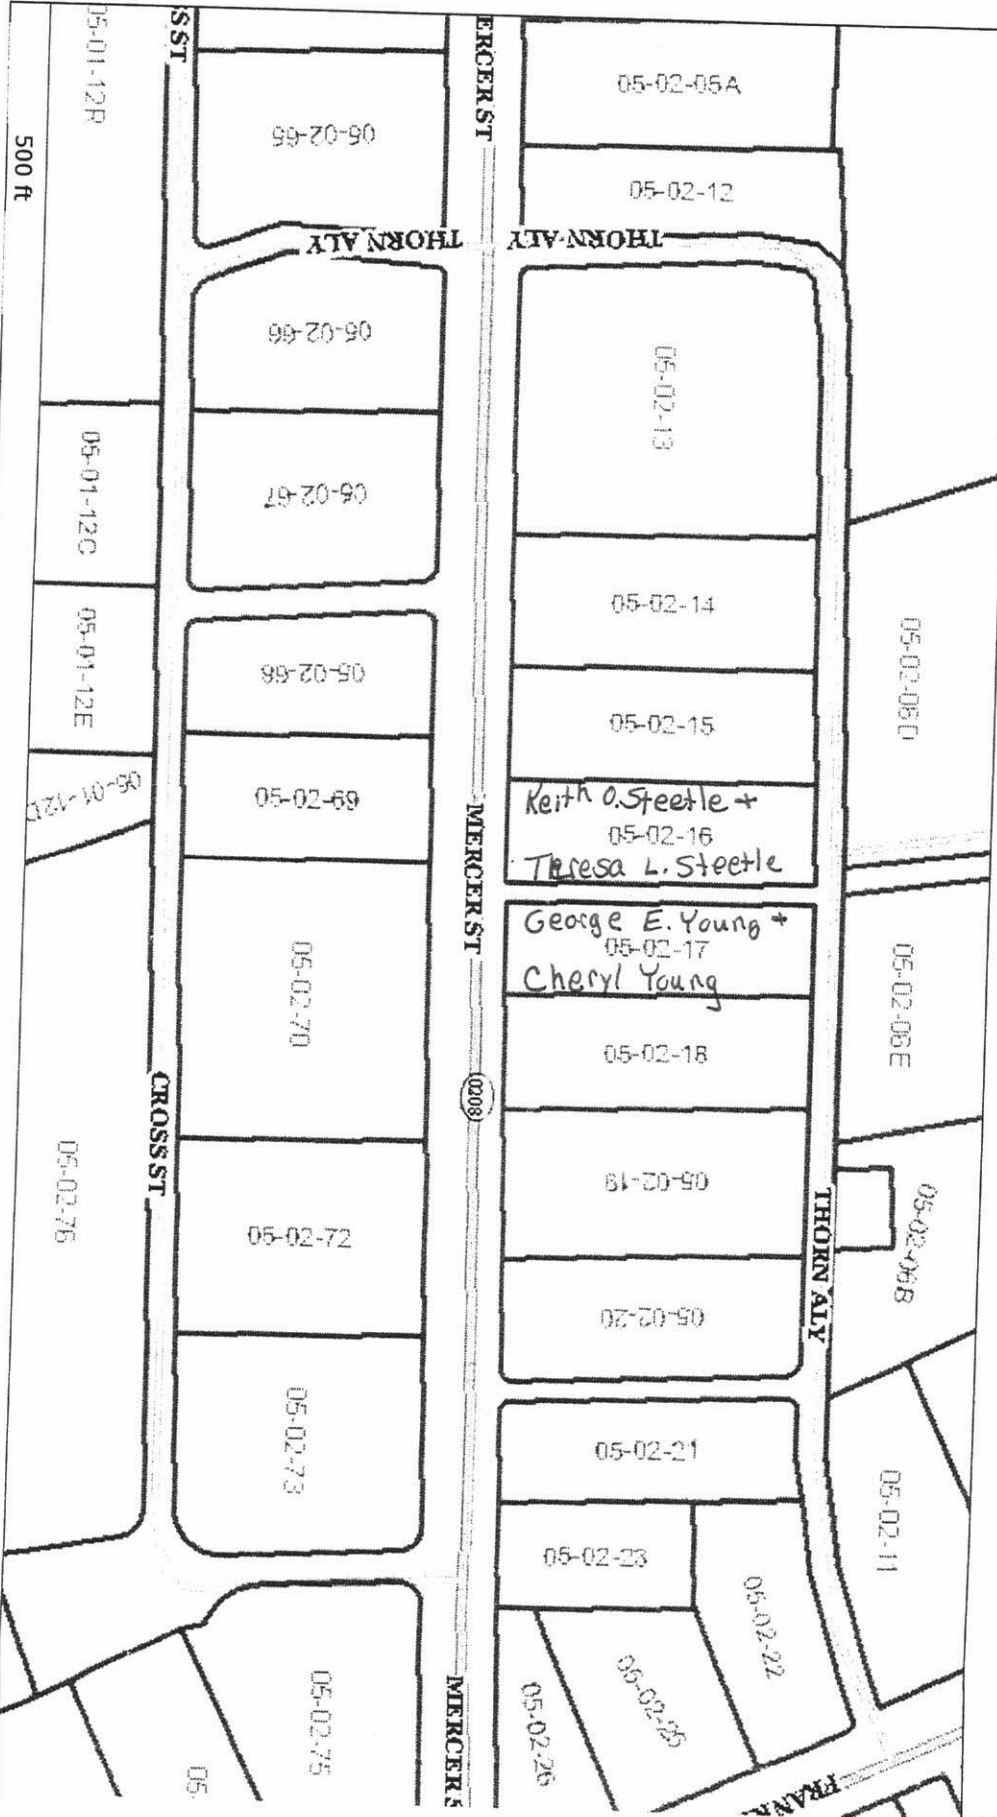 05-01-12R
SS ST
05-02-65
ERCER ST
05-02-05A
05-02-12
500 ft
THORN ALY
THORN ALY
05-02-66
05-02-13
05-02-67
05-01-12C
05-02-14
05-02-06D
05-01-12E
05-02-68
05-02-15
05-02-69
MERCER ST
Keith O. Steetle +
05-02-16
Theresa L. Steetle
George E. Young +
05-02-17
Cheryl Young
05-02-70
05-02-06E
05-02-18
0208
CROSS ST
05-02-76
05-02-72
05-02-19
THORN ALY
05-02-06B
05-02-20
05-02-73
05-02-21
05-02-11
05-02-23
05-02-22
05-02-75
MERCER S
05-02-26
05-02-25
FRANK
05